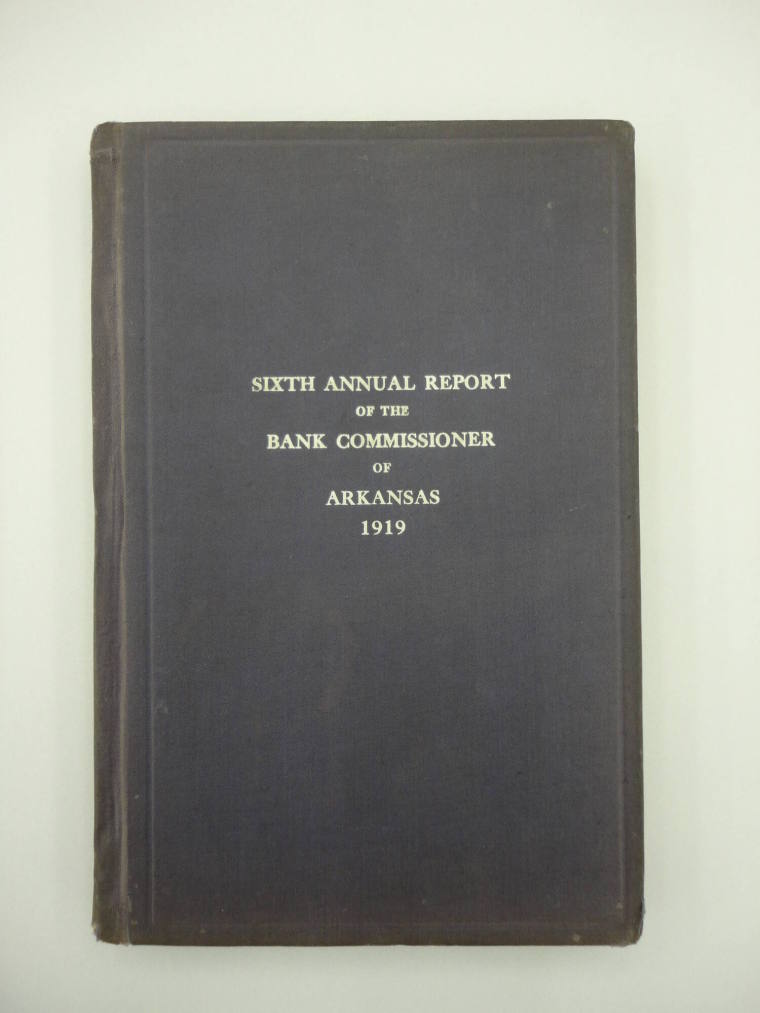 SIXTH ANNUAL REPORT
OF THE
BANK COMMISSIONER
OF
ARKANSAS
1919